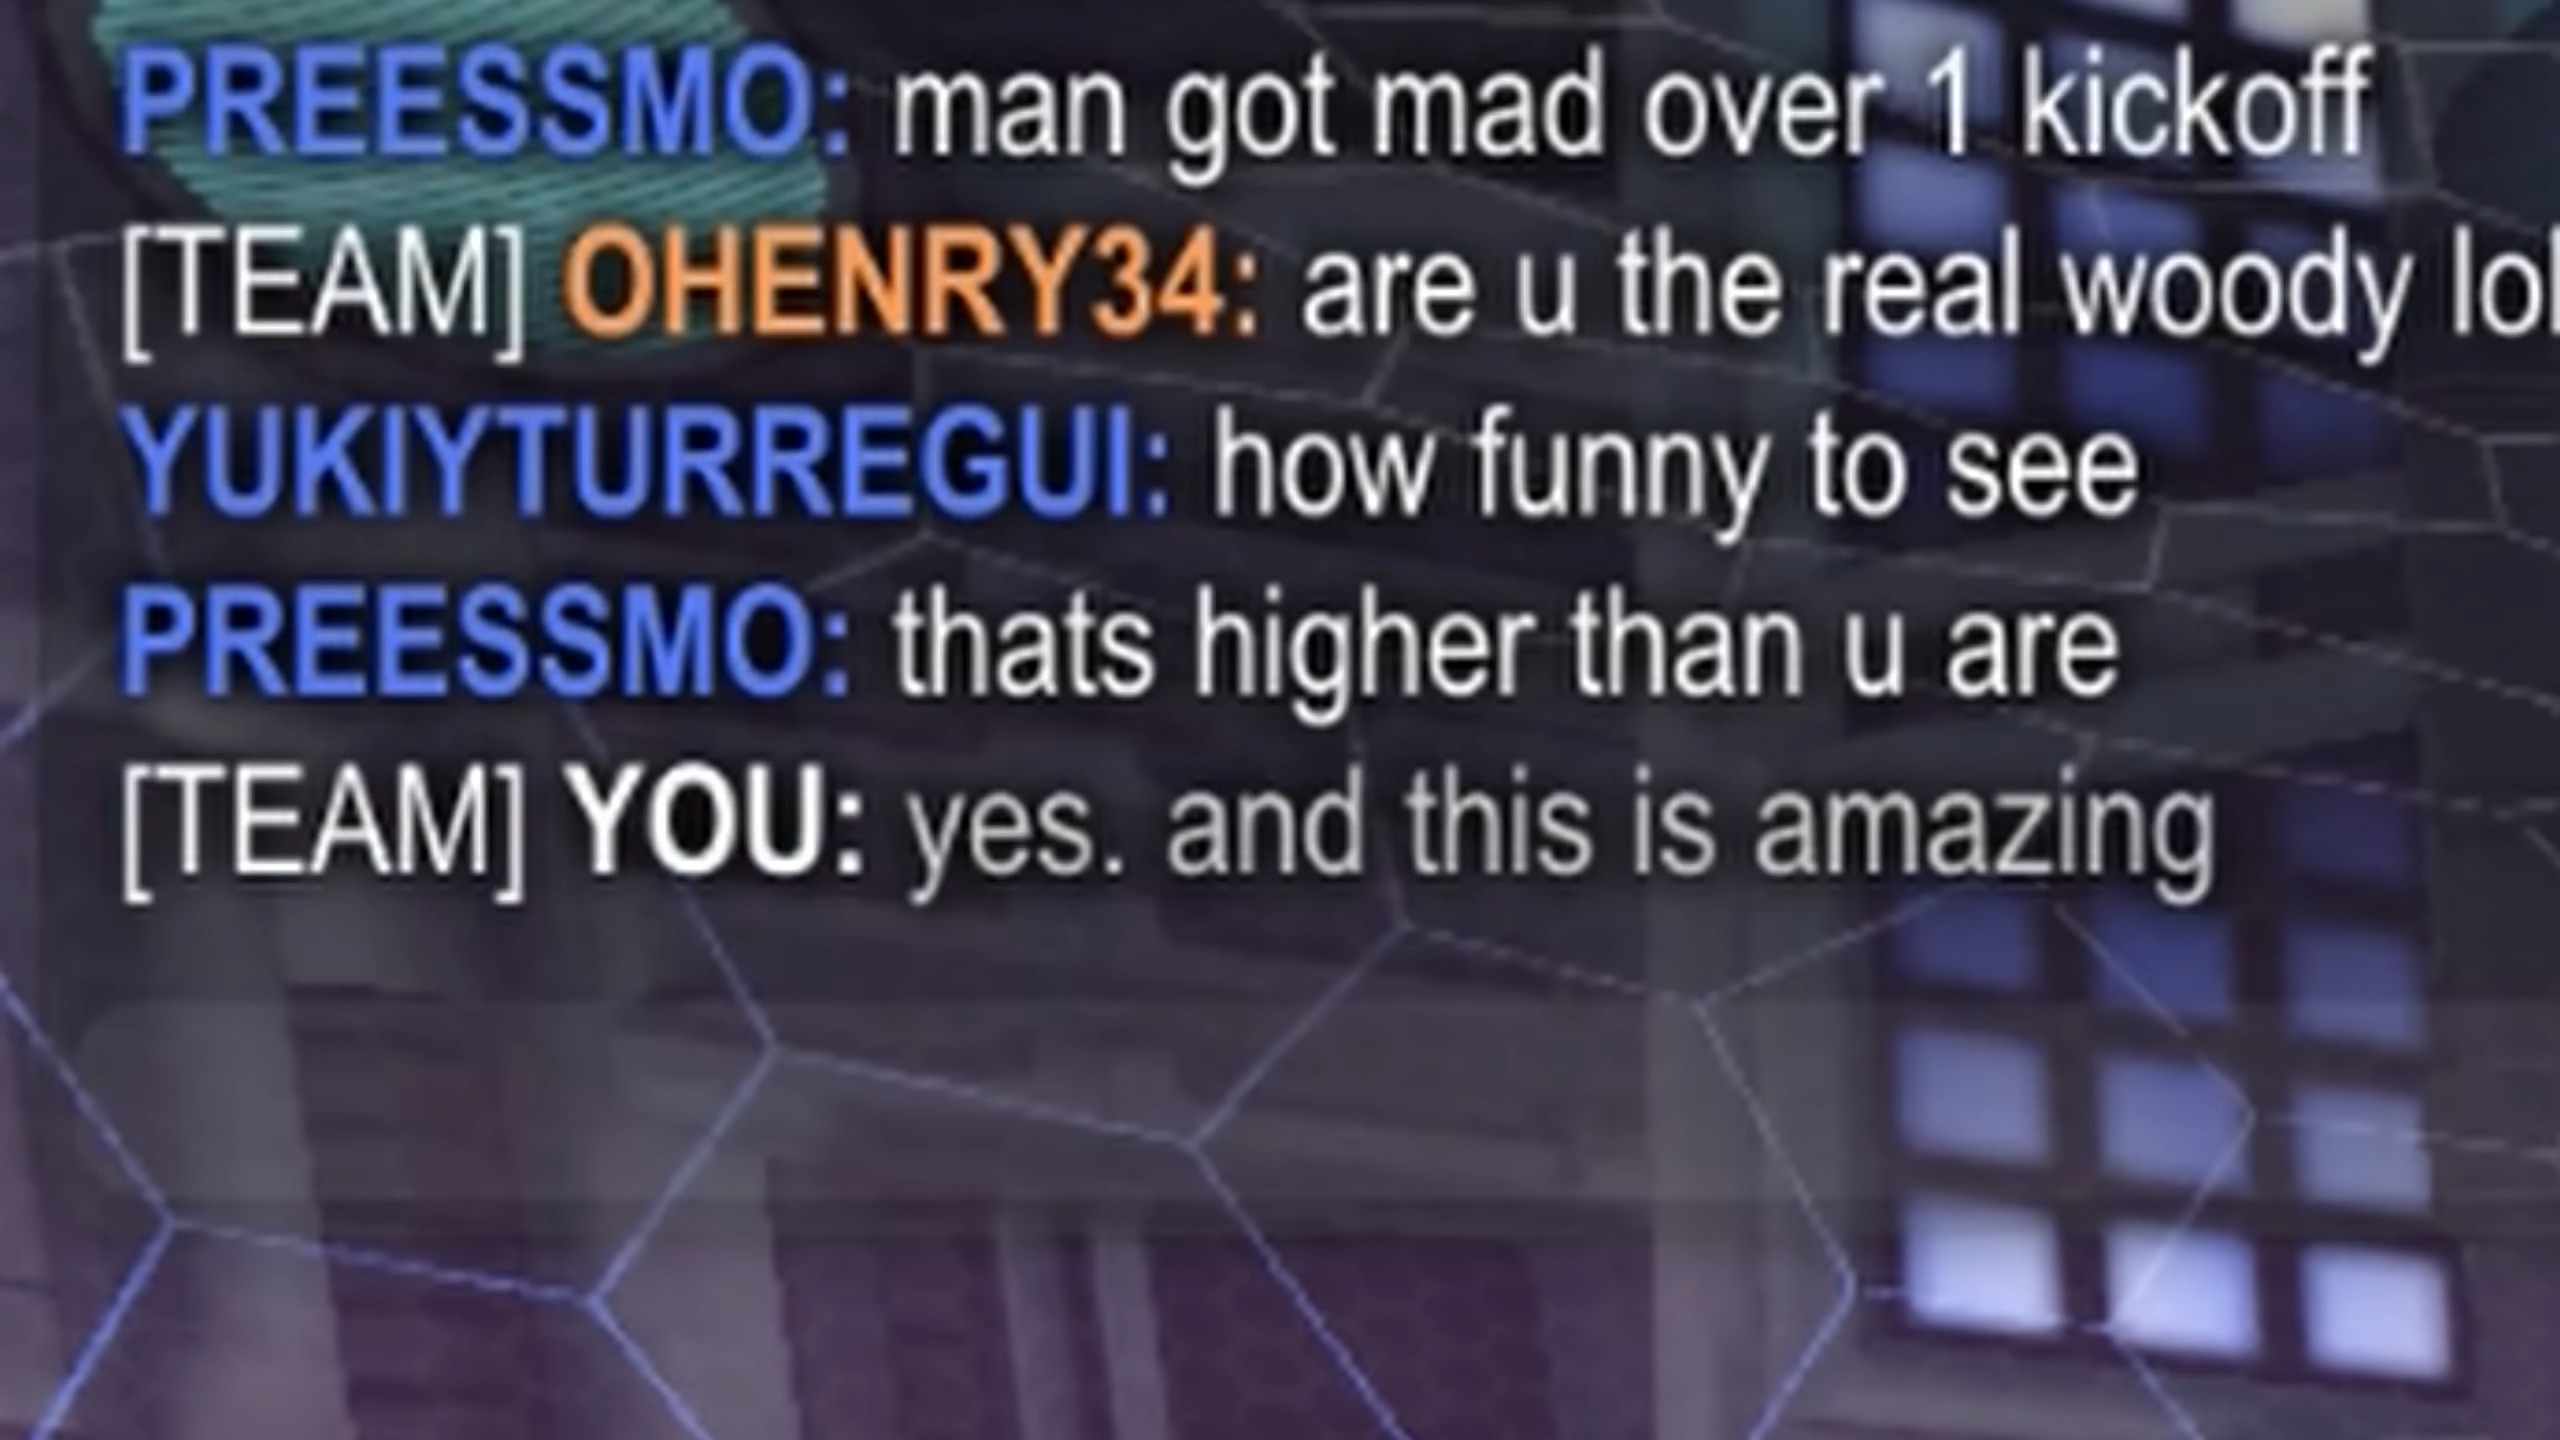 PREESSMO: man got mad over 1 kickoff
[TEAM] OHENRY34: are u the real woody lol
YUKIYTURREGUI: how funny to see
PREESSMO: thats higher than u are
[TEAM] YOU: yes. and this is amazing